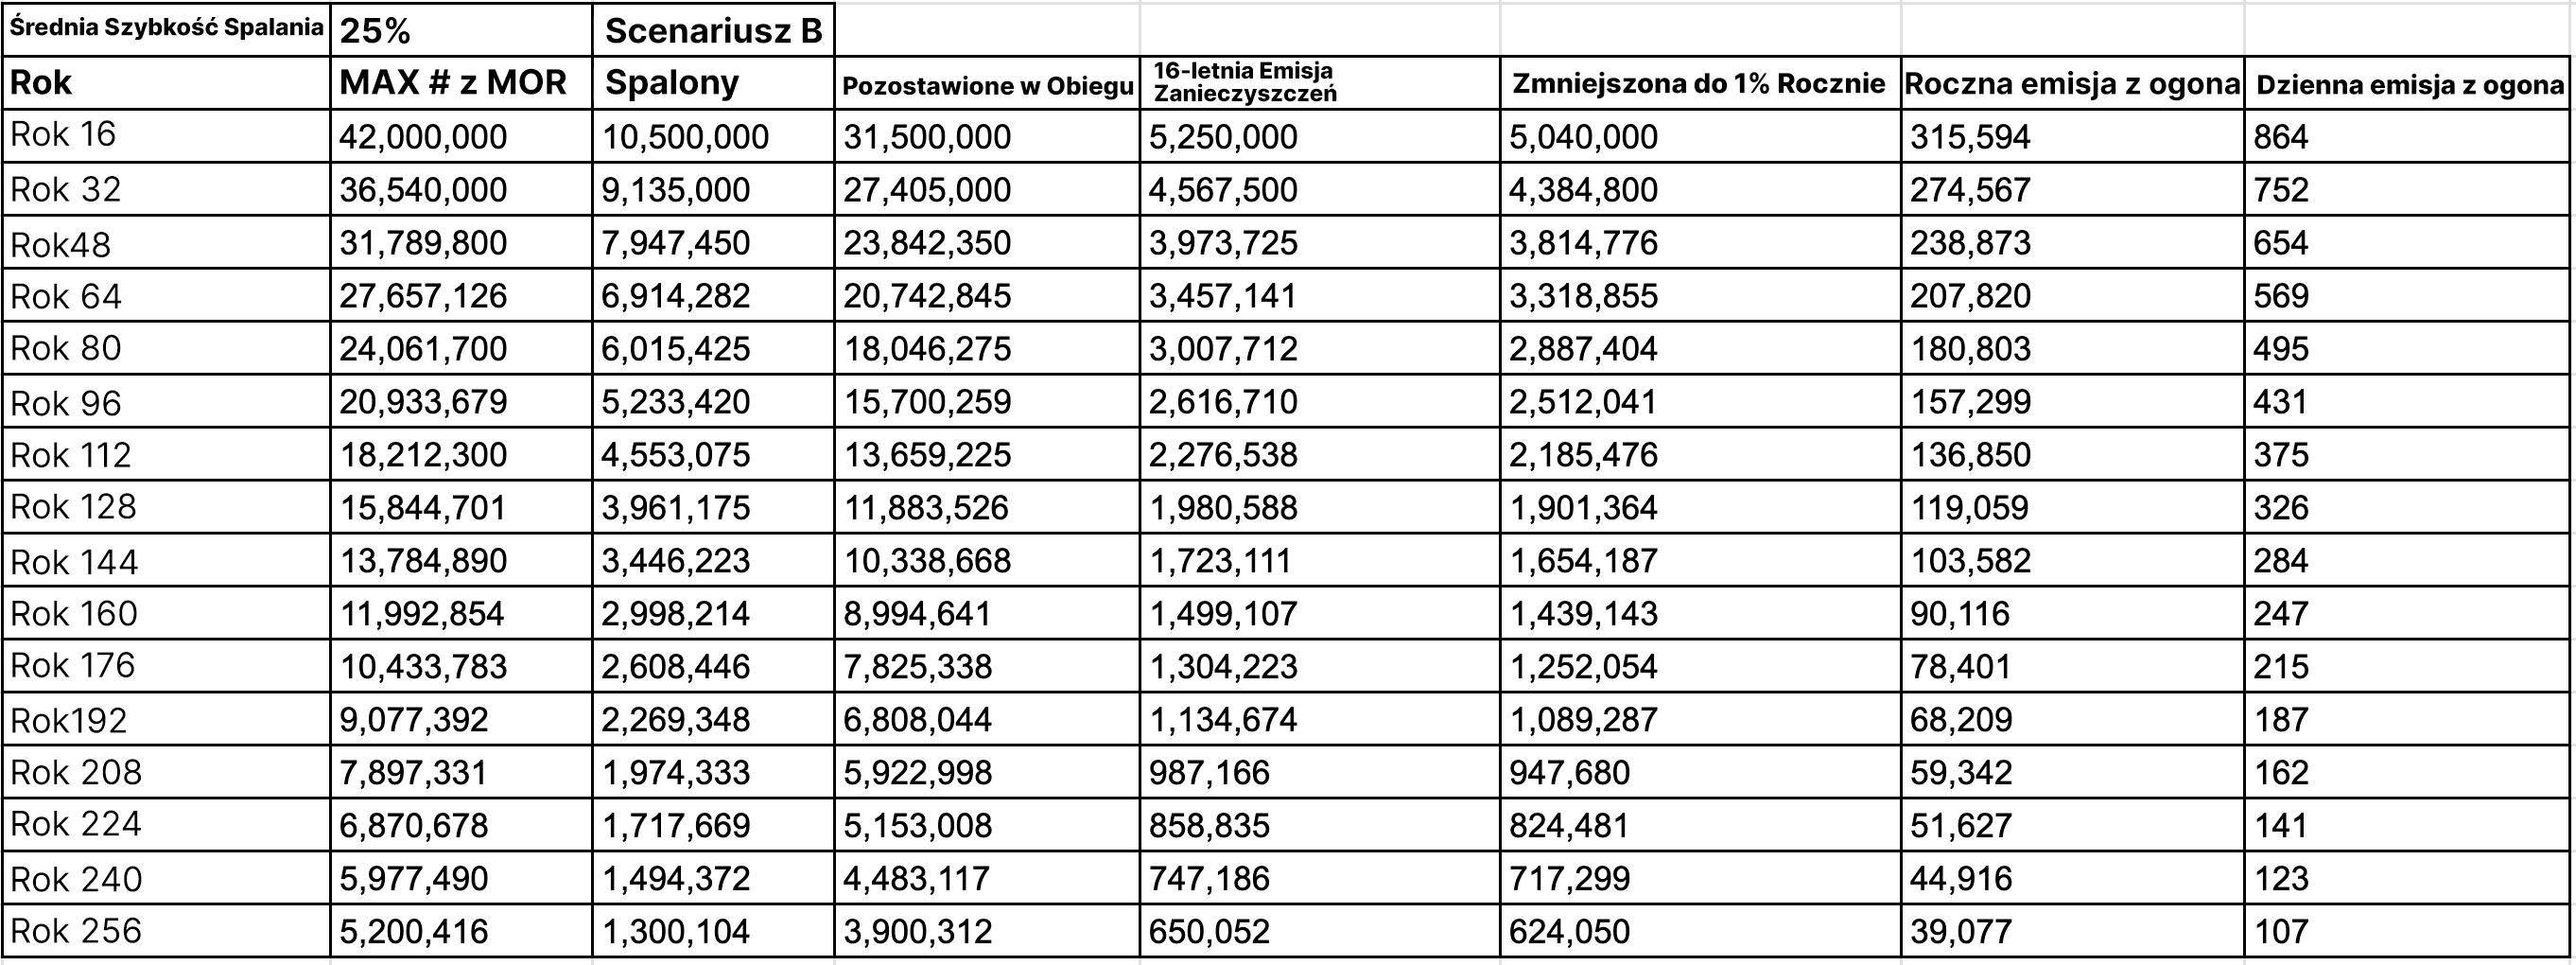 Średnia Szybkość Spalania 25% Scenariusz B
Rok MAX # z MOR Spalony Pozostawione w Obiegu 16-letnia Emisja Zanieczyszczeń Zmniejszona do 1% Rocznie Roczna emisja z ogona Dzienna emisja z ogona
Rok 16 42,000,000 10,500,000 31,500,000 5,250,000 5,040,000 315,594 864
Rok 32 36,540,000 9,135,000 27,405,000 4,567,500 4,384,800 274,567 752
Rok48 31,789,800 7,947,450 23,842,350 3,973,725 3,814,776 238,873 654
Rok 64 27,657,126 6,914,282 20,742,845 3,457,141 3,318,855 207,820 569
Rok 80 24,061,700 6,015,425 18,046,275 3,007,712 2,887,404 180,803 495
Rok 96 20,933,679 5,233,420 15,700,259 2,616,710 2,512,041 157,299 431
Rok 112 18,212,300 4,553,075 13,659,225 2,276,538 2,185,476 136,850 375
Rok 128 15,844,701 3,961,175 11,883,526 1,980,588 1,901,364 119,059 326
Rok 144 13,784,890 3,446,223 10,338,668 1,723,111 1,654,187 103,582 284
Rok 160 11,992,854 2,998,214 8,994,641 1,499,107 1,439,143 90,116 247
Rok 176 10,433,783 2,608,446 7,825,338 1,304,223 1,252,054 78,401 215
Rok192 9,077,392 2,269,348 6,808,044 1,134,674 1,089,287 68,209 187
Rok 208 7,897,331 1,974,333 5,922,998 987,166 947,680 59,342 162
Rok 224 6,870,678 1,717,669 5,153,008 858,835 824,481 51,627 141
Rok 240 5,977,490 1,494,372 4,483,117 747,186 717,299 44,916 123
Rok 256 5,200,416 1,300,104 3,900,312 650,052 624,050 39,077 107